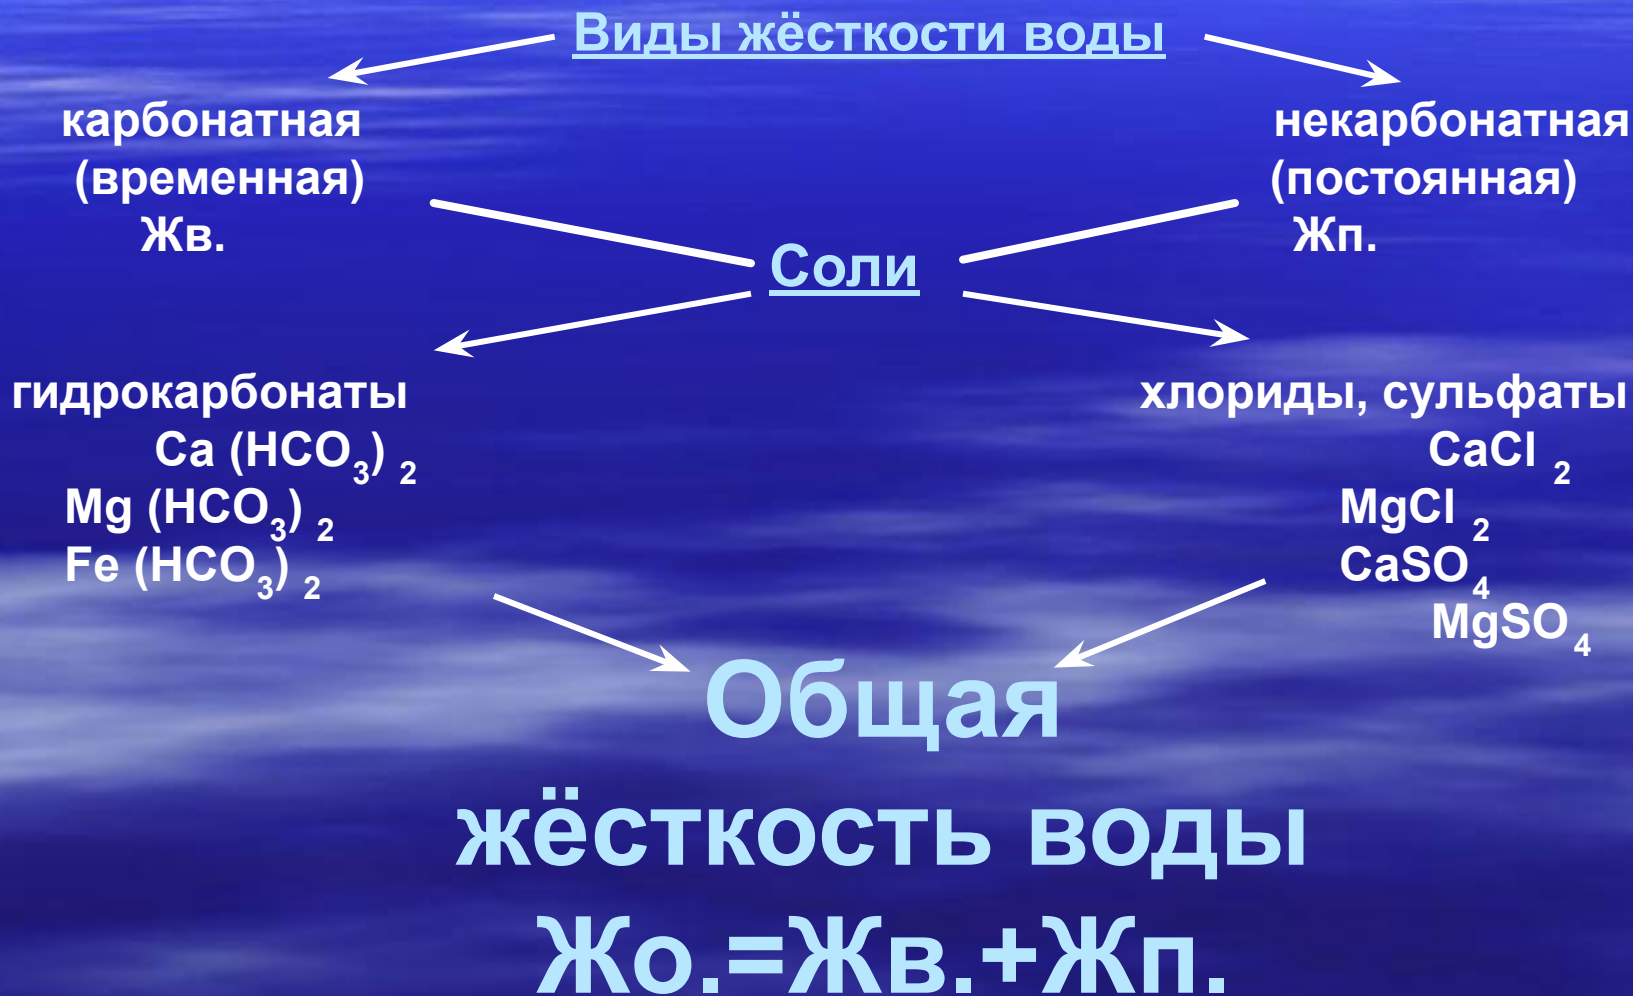 Виды жёсткости воды
карбонатная
(временная)
Жв.
некарбонатная
(постоянная)
Жп.
Соли
гидрокарбонаты
Ca (HCO₃) ₂
Mg (HCO₃) ₂
Fe (HCO₃) ₂
хлориды, сульфаты
CaCl ₂
MgCl ₂
CaSO₄
MgSO₄
Общая
жёсткость воды
Жо.=Жв.+Жп.